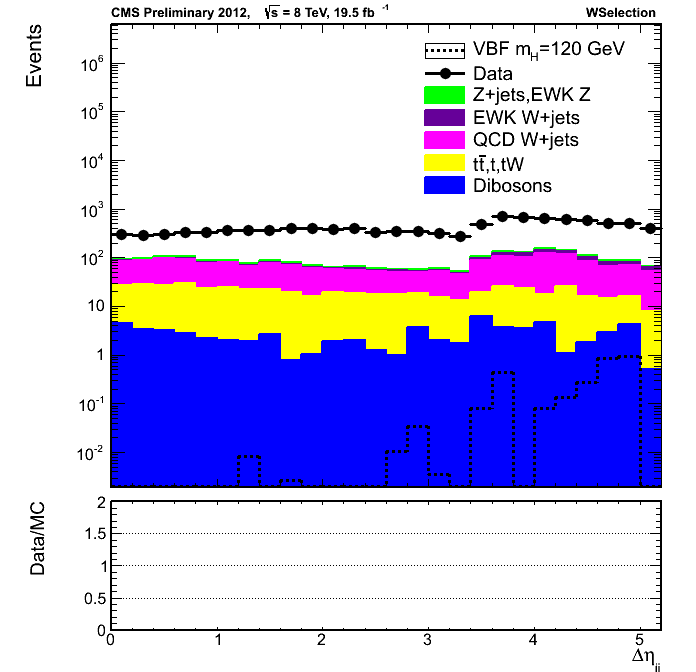 CMS Preliminary 2012, √s = 8 TeV, 19.5 fb⁻¹ WSelection
Events
VBF m_H=120 GeV
Data
Z+jets,EWK Z
EWK W+jets
QCD W+jets
tt̄,t,tW
Dibosons
10⁶
10⁵
10⁴
10³
10²
10
1
10⁻¹
10⁻²
Data/MC
2
1.5
1
0.5
0
0 1 2 3 4 5
Δη_jj